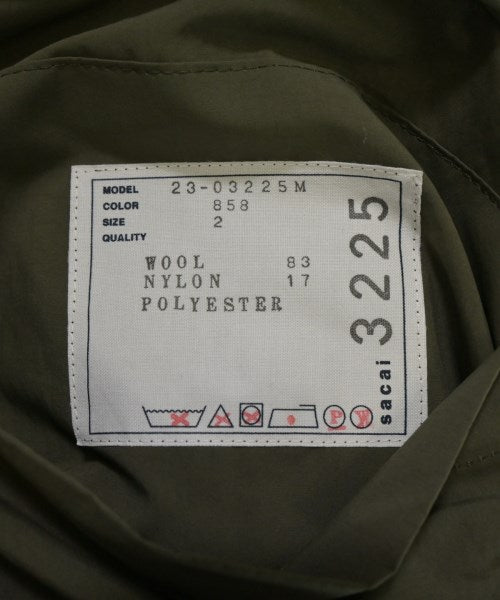 MODEL 23-03225M
COLOR 858
SIZE 2
QUALITY
WOOL 83
NYLON 17
POLYESTER
sacai 3225
P W